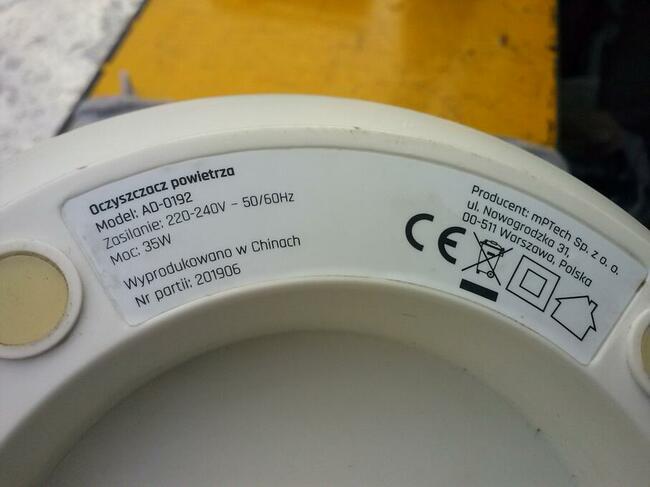 Oczyszczacz powietrza
Model: AD-0192
Zasilanie: 220-240V – 50/60Hz
Moc: 35W
Wyprodukowano w Chinach
Nr partii: 201906
Producent: mPTech Sp. z o. o.
ul. Nowogrodzka 31,
00-511 Warszawa, Polska
CE